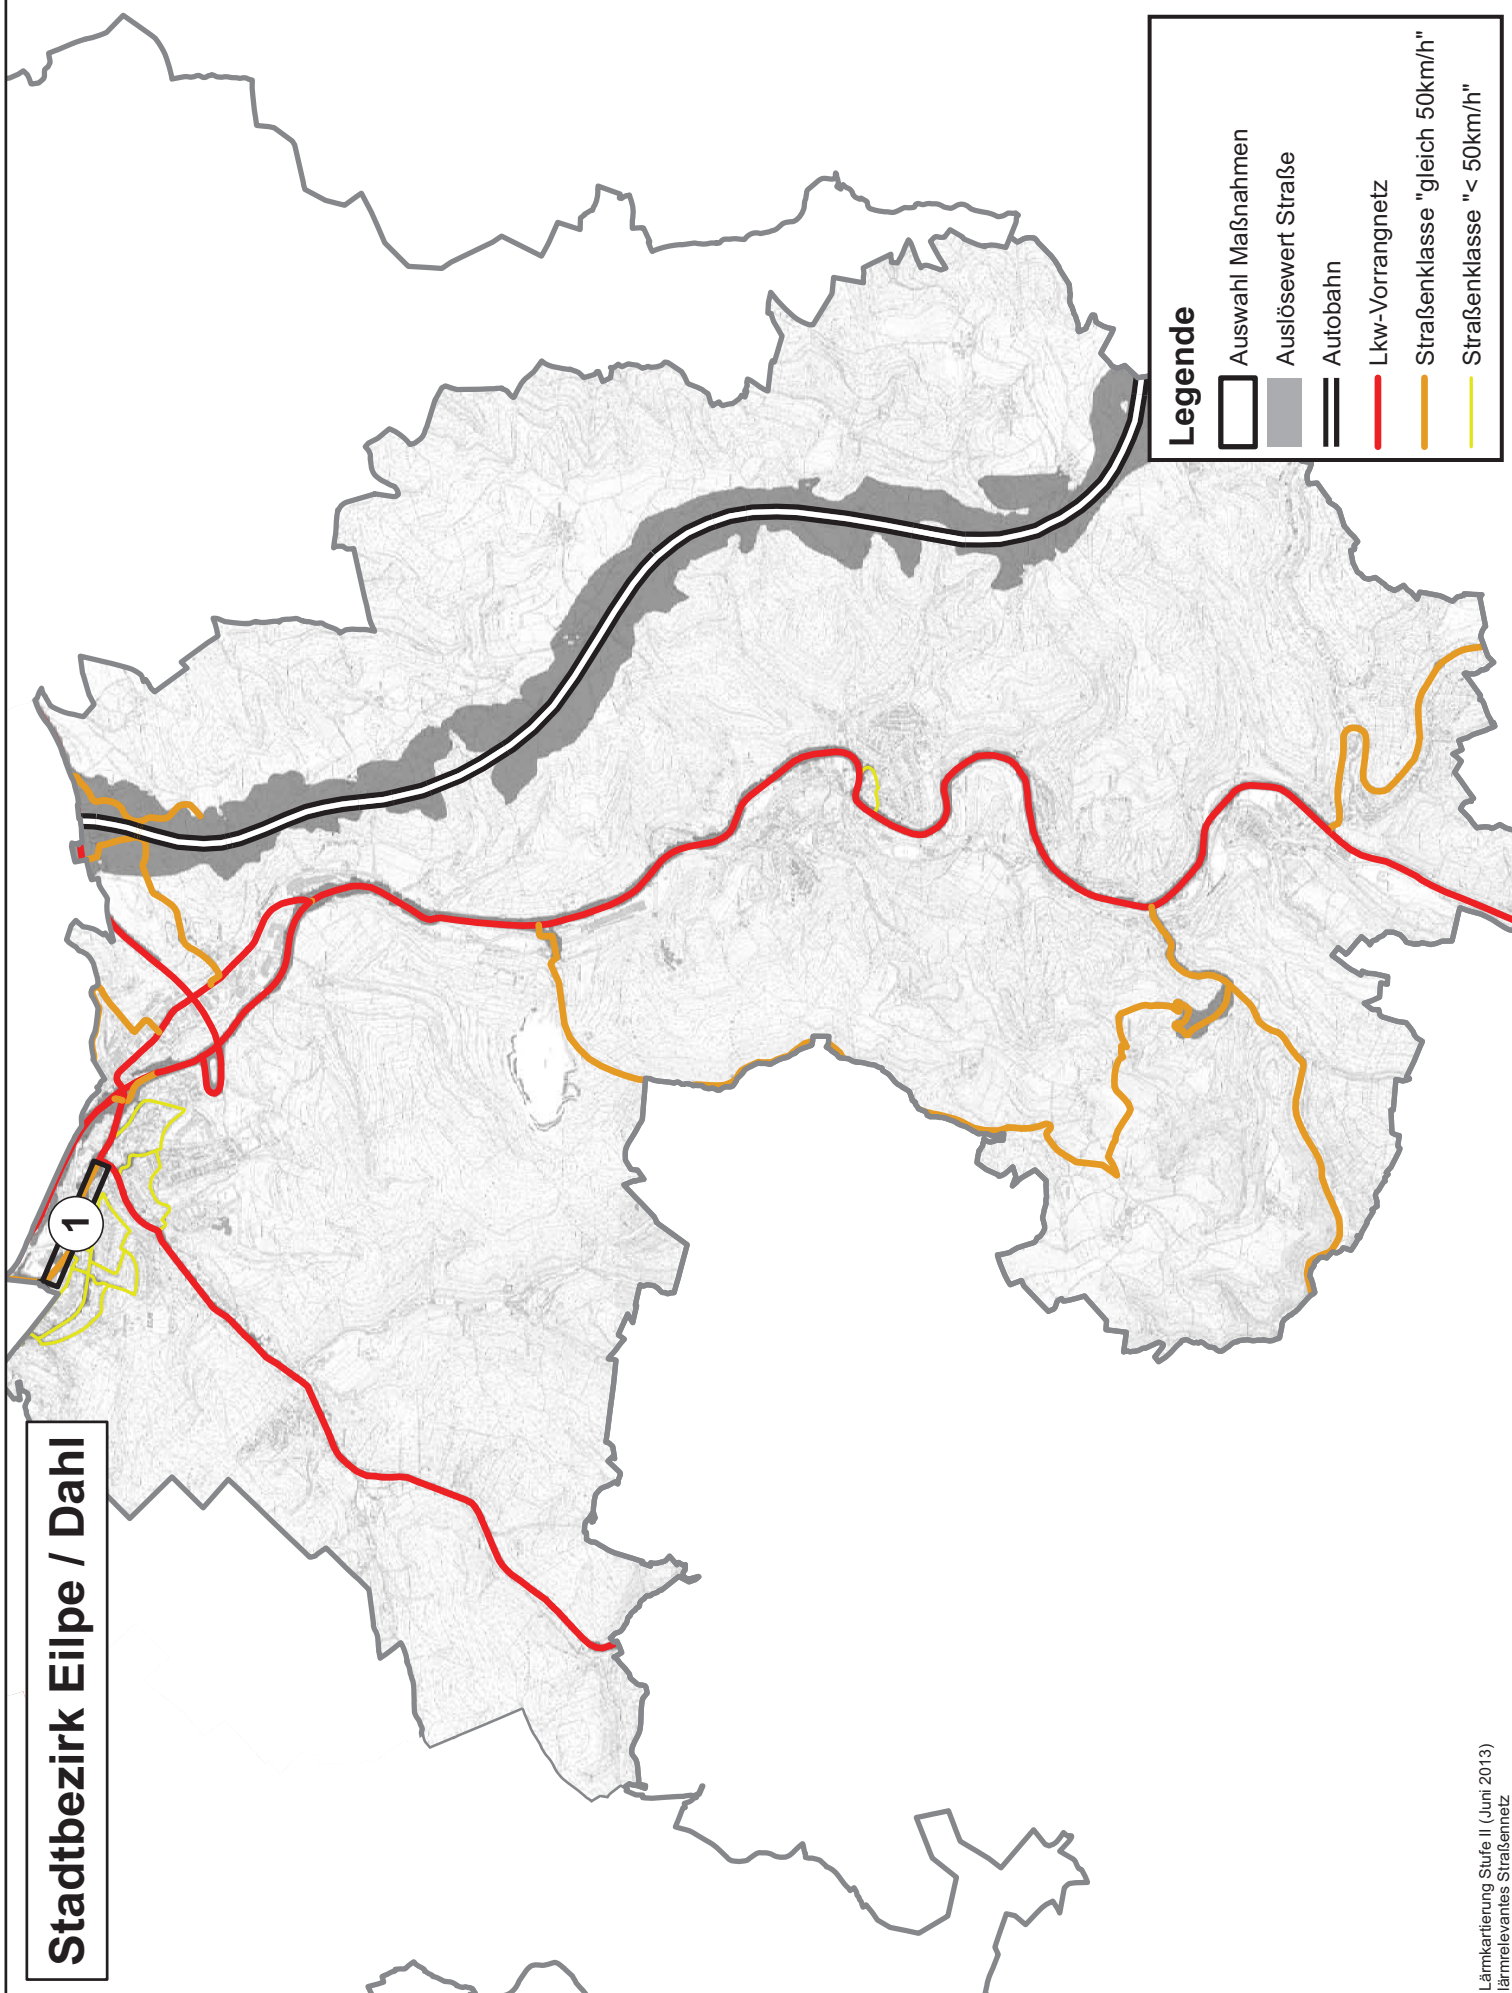 Stadtbezirk Eilpe / Dahl
1
Legende
Auswahl Maßnahmen
Auslösewert Straße
Autobahn
Lkw-Vorrangnetz
Straßenklasse "gleich 50km/h"
Straßenklasse "< 50km/h"
Lärmkartierung Stufe II (Juni 2013)
lärmrelevantes Straßennetz